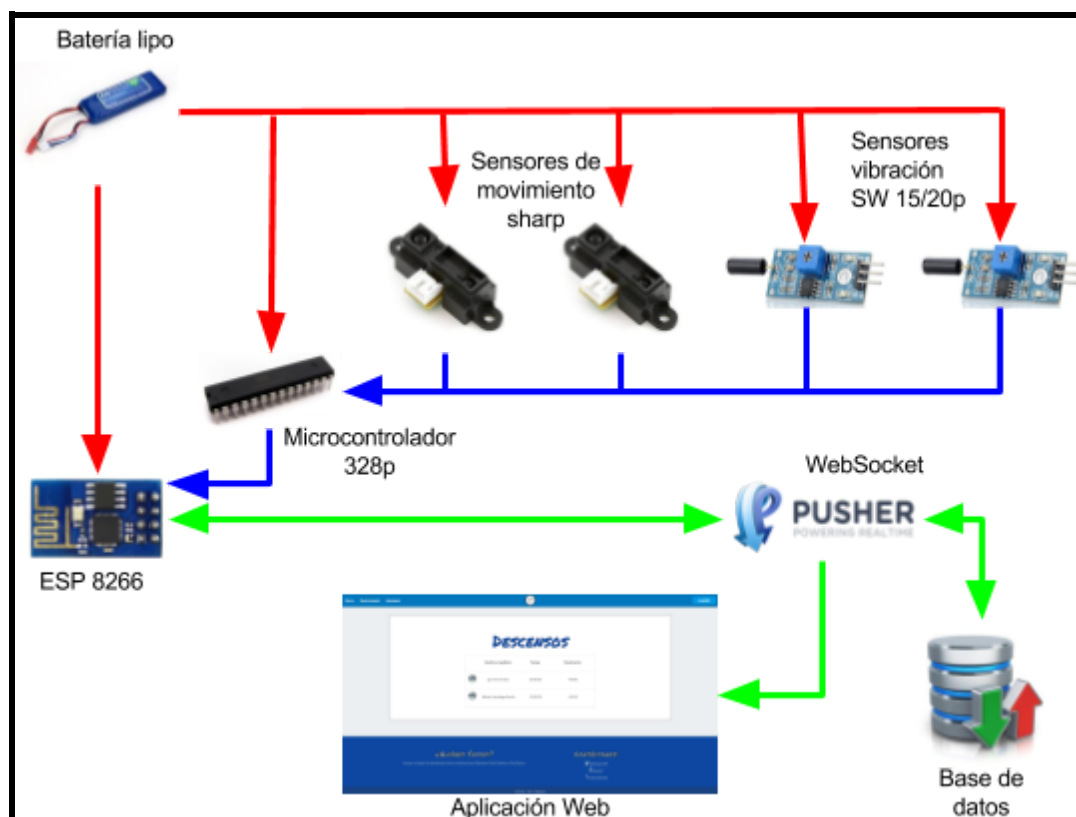 Batería lipo
Sensores de
movimiento
sharp
Sensores
vibración
SW 15/20p
Microcontrolador
328p
ESP 8266
WebSocket
PUSHER
POWERING REALTIME
DESCENSOS
Aplicación Web
Base de
datos